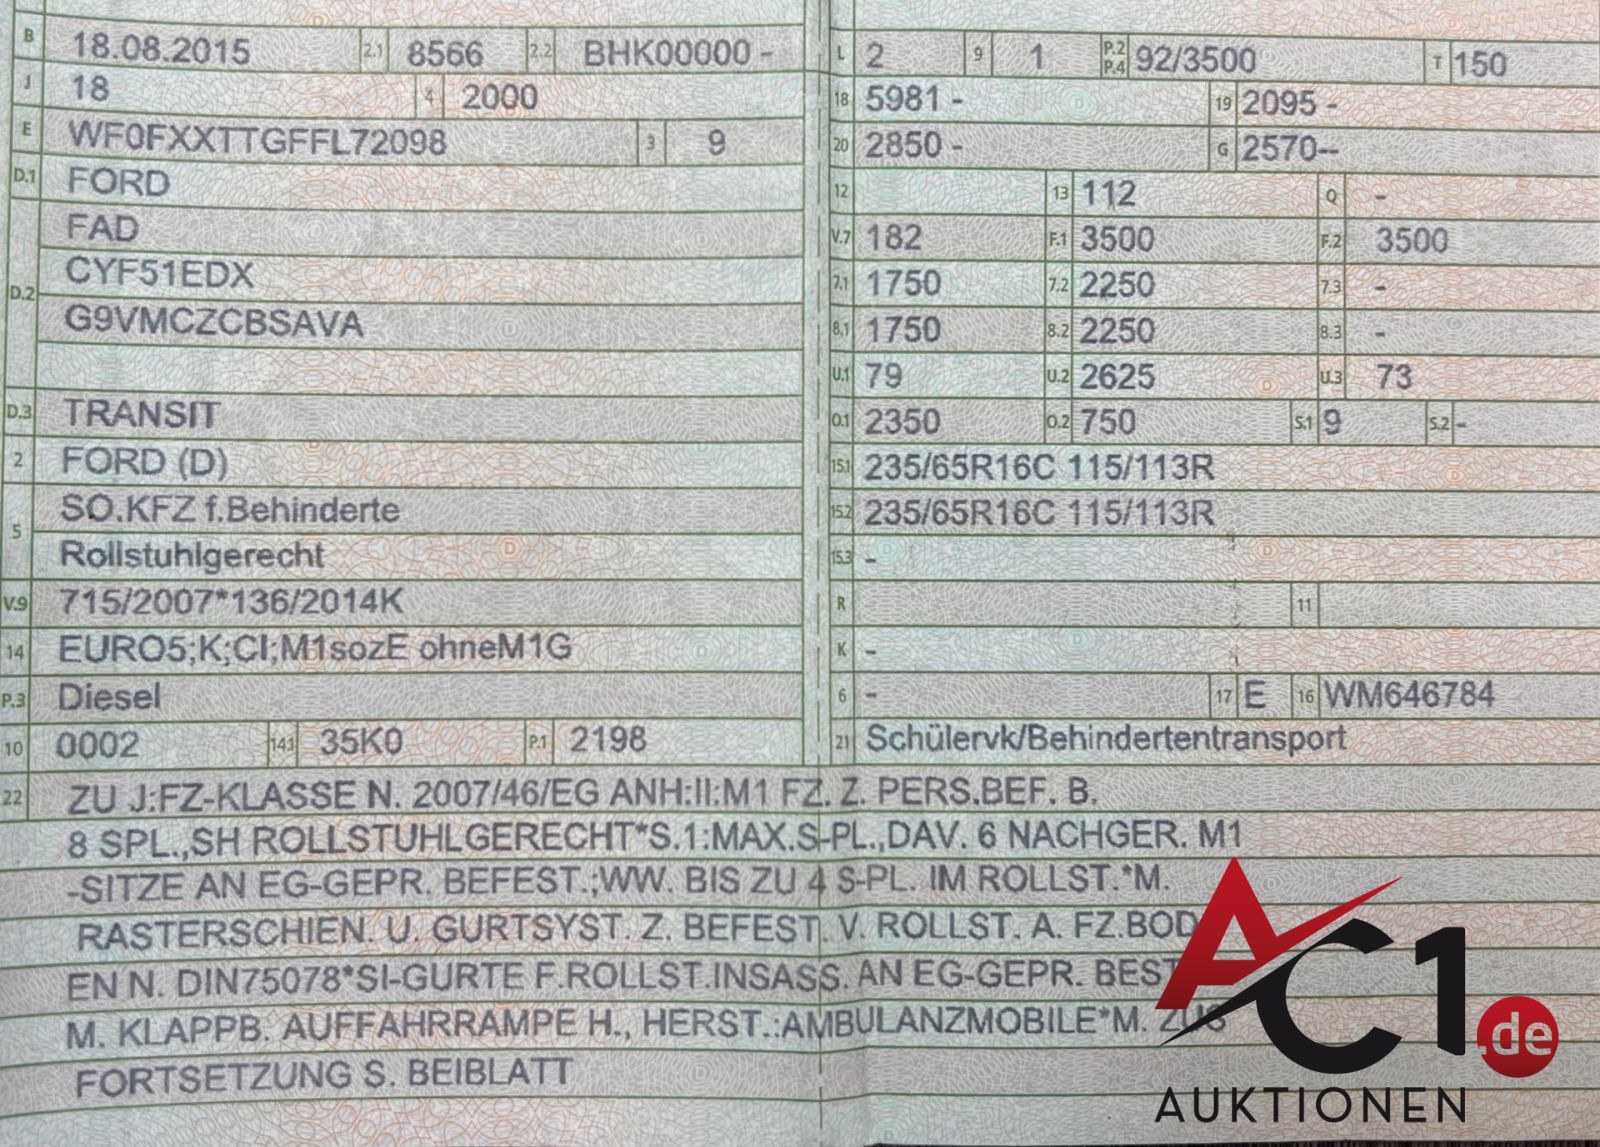 B 18.08.2015 2.1 8566 2.2 BHK00000 -
J 18 4 2000
E WF0FXXTTGFFL72098 3 9
D.1 FORD
FAD
D.2 CYF51EDX
G9VMCZCBSAVA
D.3 TRANSIT
2 FORD (D)
5 SO.KFZ f.Behinderte
Rollstuhlgerecht
V.9 715/2007*136/2014K
14 EURO5;K;CI;M1sozE ohneM1G
P.3 Diesel
10 0002 14.1 35K0 P.1 2198
L 2 9 1 P.2 P.4 92/3500 T 150
18 5981 - 19 2095 -
20 2850 - G 2570--
12 13 112 Q -
V.7 182 F.1 3500 F.2 3500
7.1 1750 7.2 2250 7.3 -
8.1 1750 8.2 2250 8.3 -
U.1 79 U.2 2625 U.3 73
O.1 2350 O.2 750 S.1 9 S.2 -
15.1 235/65R16C 115/113R
15.2 235/65R16C 115/113R
15.3 -
R 11
K -
6 - 17 E 16 WM646784
21 Schülervk/Behindertentransport
22 ZU J:FZ-KLASSE N. 2007/46/EG ANH:II:M1 FZ. Z. PERS.BEF. B.
8 SPL.,SH ROLLSTUHLGERECHT*S.1:MAX.S-PL.,DAV. 6 NACHGER. M1
-SITZE AN EG-GEPR. BEFEST.;WW. BIS ZU 4 S-PL. IM ROLLST.*M.
RASTERSCHIEN. U. GURTSYST. Z. BEFEST. V. ROLLST. A. FZ.BOD
EN N. DIN75078*SI-GURTE F.ROLLST.INSASS. AN EG-GEPR. BEST
M. KLAPPB. AUFFAHRRAMPE H., HERST.:AMBULANZMOBILE*M. ZUS
FORTSETZUNG S. BEIBLATT
AC1.de
AUKTIONEN